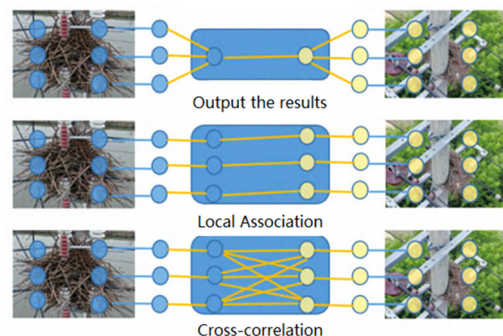 Output the results
Local Association
Cross-correlation